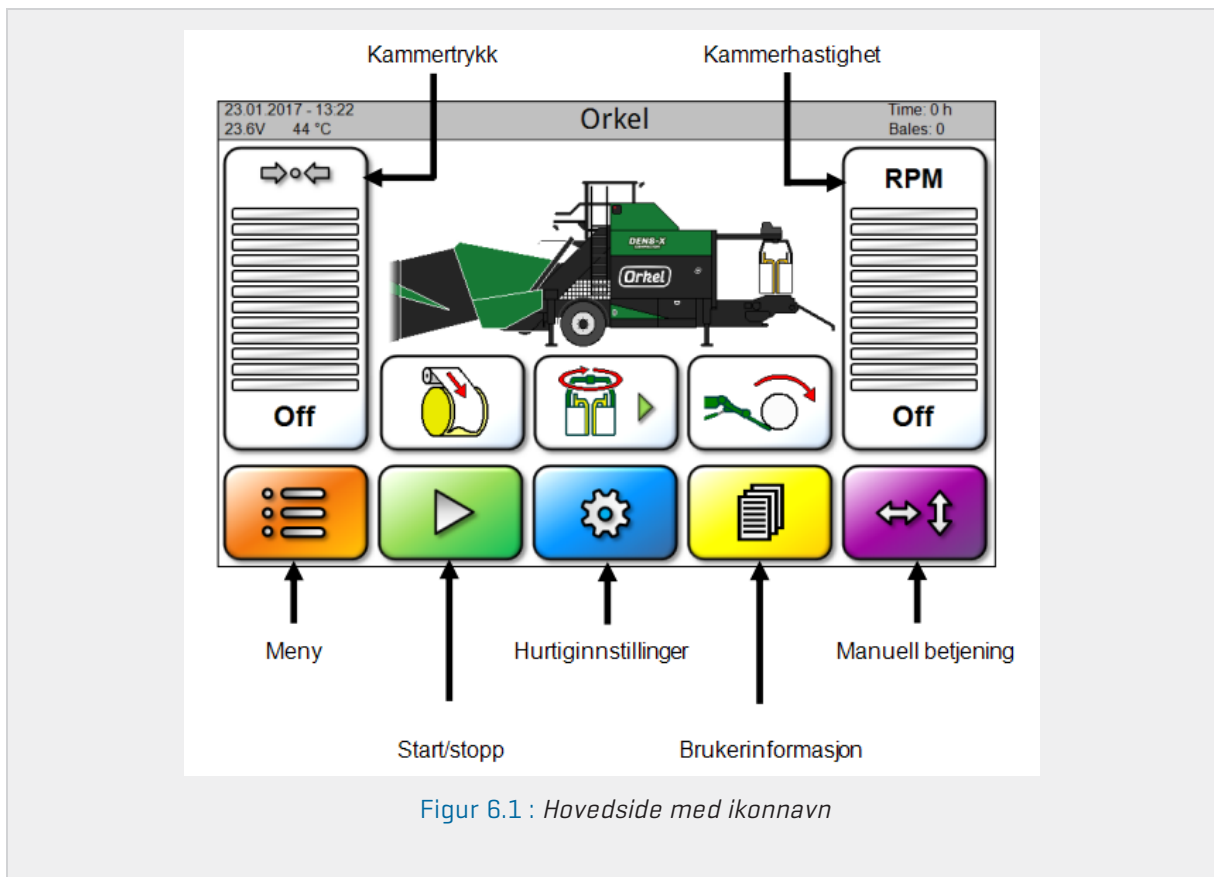 Kammertrykk
Kammerhastighet
23.01.2017 - 13:22
23.6V 44 °C
Orkel
Time: 0 h
Bales: 0
RPM
DENS-X
Orkel
Off
Off
Meny
Hurtiginnstillinger
Manuell betjening
Start/stopp
Brukerinformasjon
Figur 6.1 : Hovedside med ikonnavn